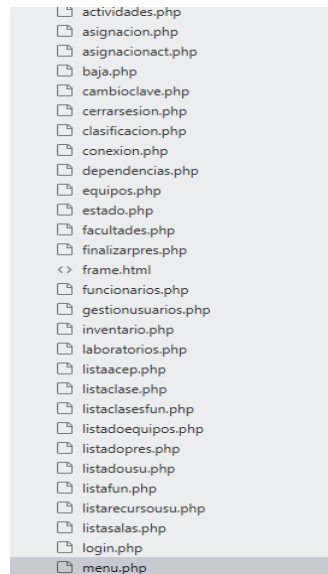 actividades.php
asignacion.php
asignacionact.php
baja.php
cambioclave.php
cerrarsesion.php
clasificacion.php
conexion.php
dependencias.php
equipos.php
estado.php
facultades.php
finalizarpres.php
<> frame.html
funcionarios.php
gestionusuarios.php
inventario.php
laboratorios.php
listaacep.php
listaclase.php
listaclasesfun.php
listadoequipos.php
listadopres.php
listadousu.php
listafun.php
listarecursousu.php
listasalas.php
login.php
menu.php